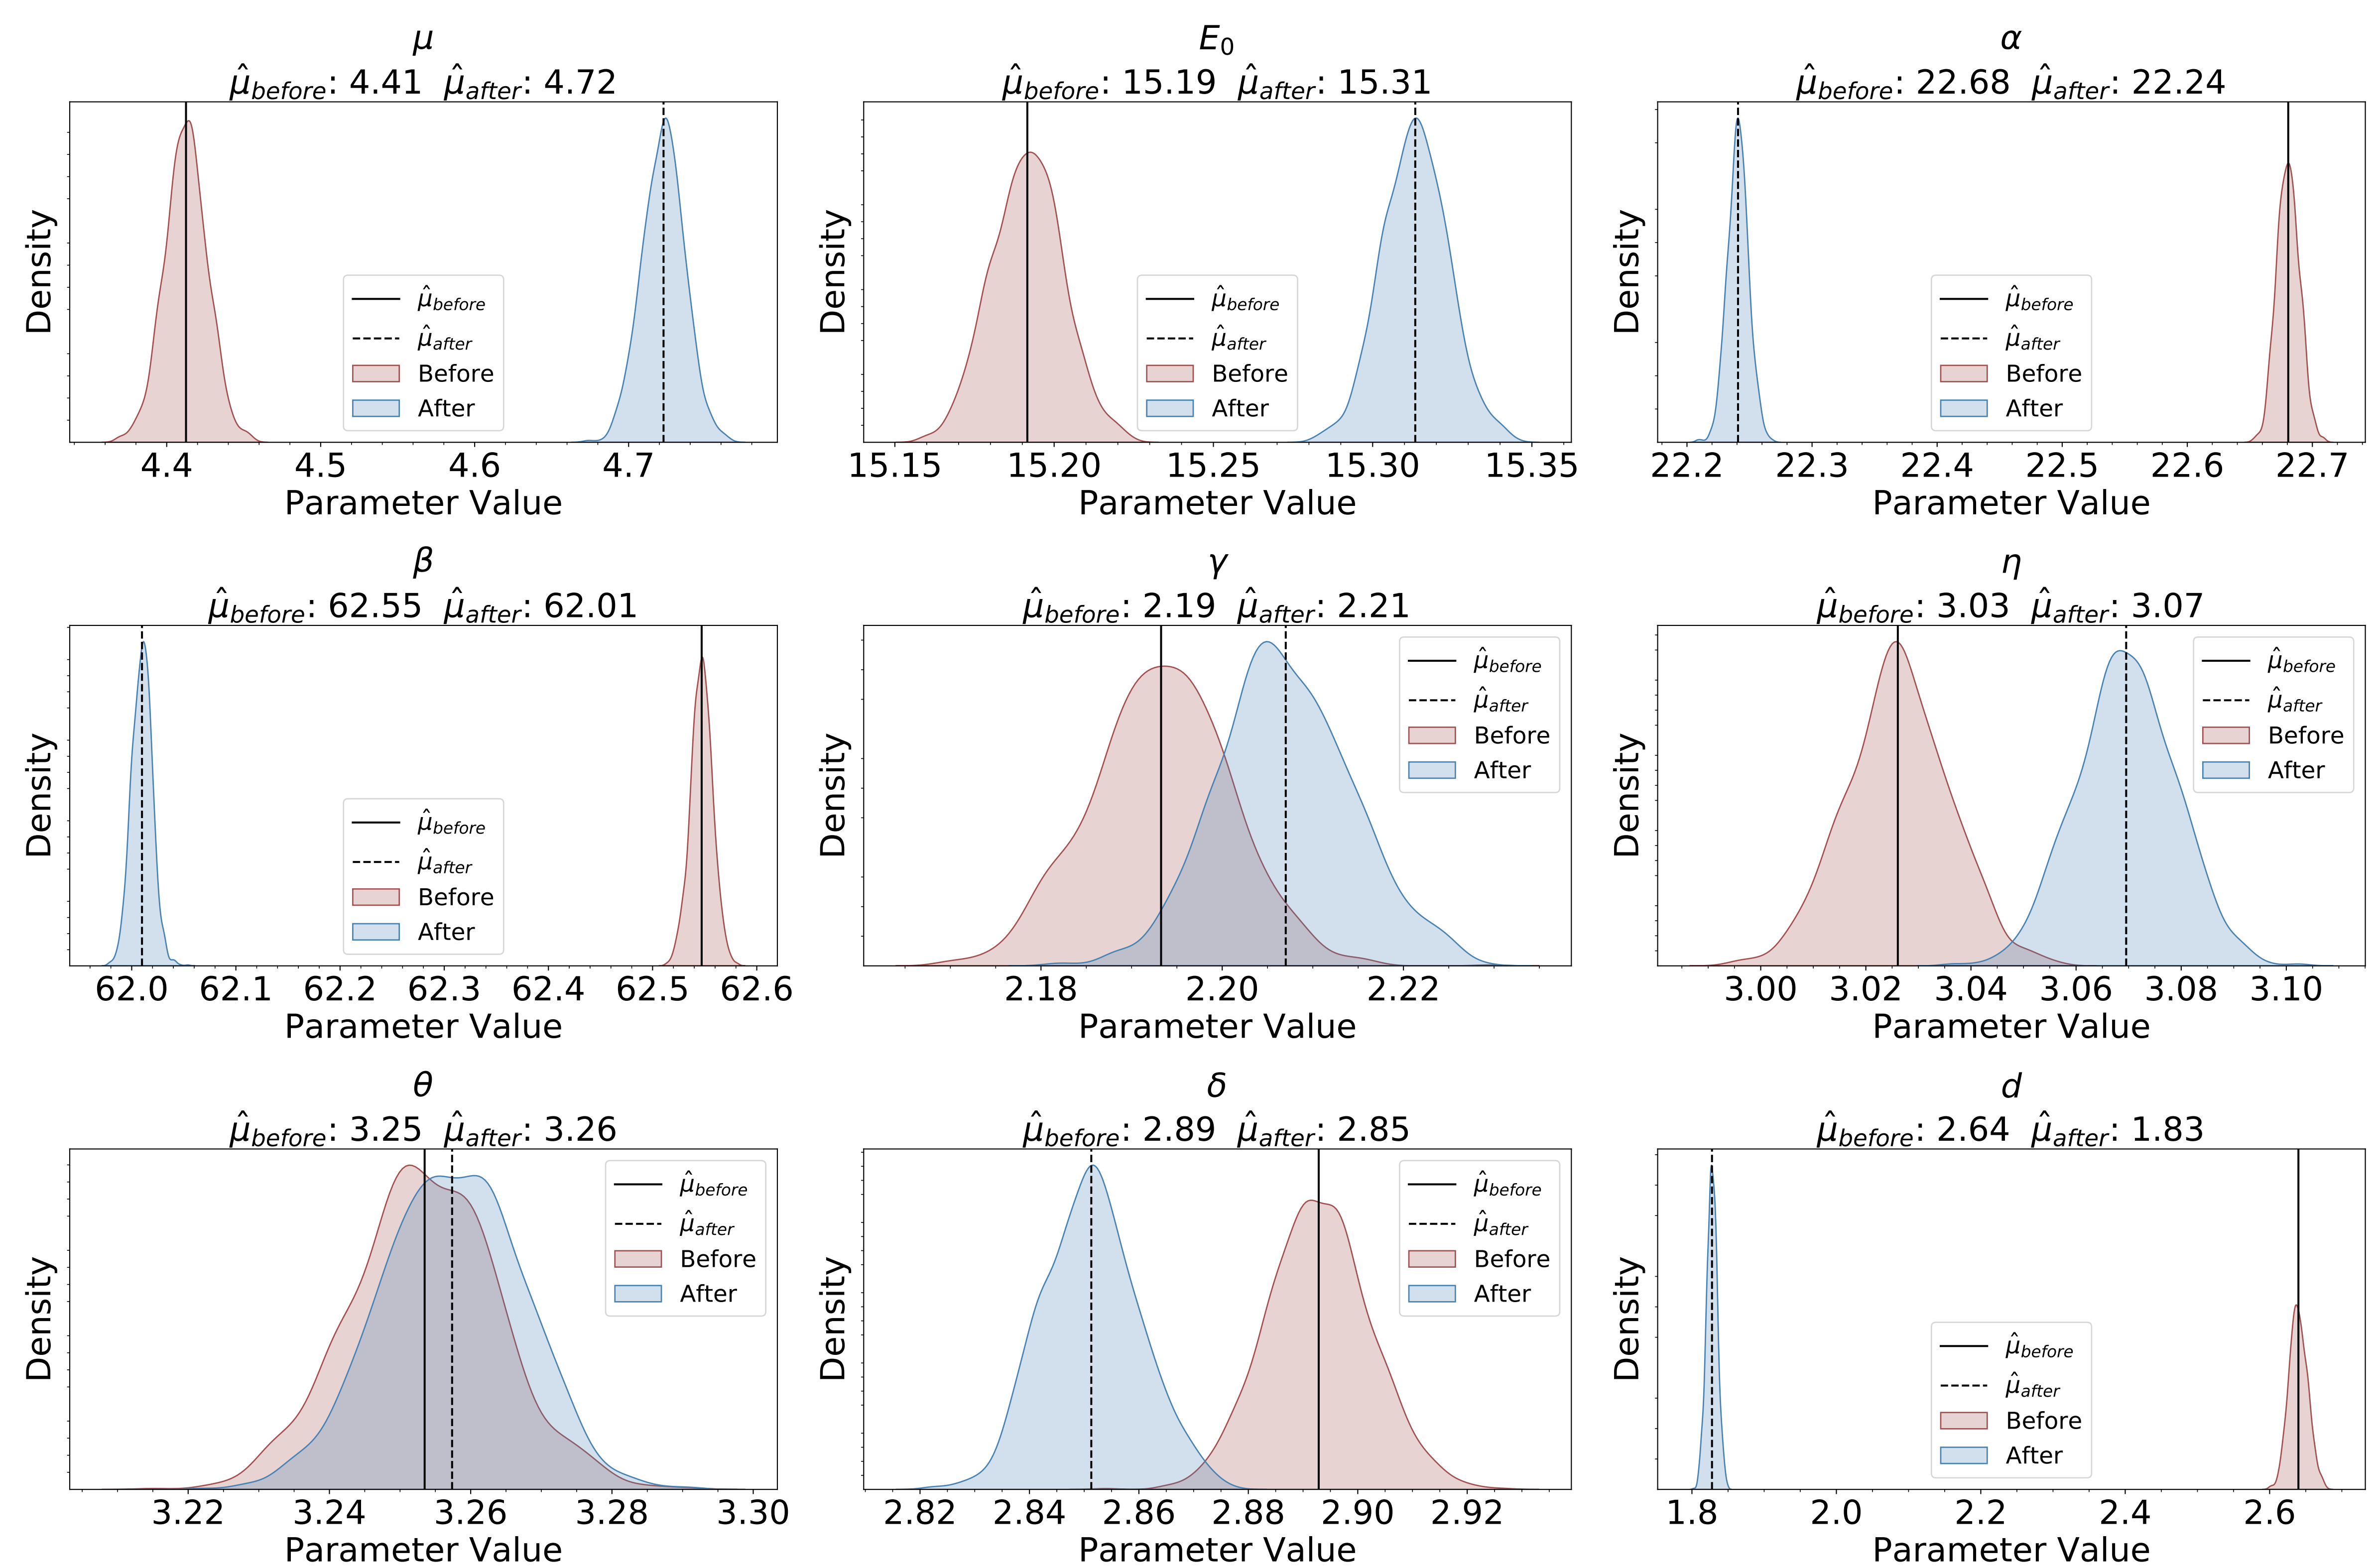 μ
μ̂before: 4.41 μ̂after: 4.72
Density
μ̂before
μ̂after
Before
After
4.4 4.5 4.6 4.7
Parameter Value
E0
μ̂before: 15.19 μ̂after: 15.31
Density
μ̂before
μ̂after
Before
After
15.15 15.20 15.25 15.30 15.35
Parameter Value
α
μ̂before: 22.68 μ̂after: 22.24
Density
μ̂before
μ̂after
Before
After
22.2 22.3 22.4 22.5 22.6 22.7
Parameter Value
β
μ̂before: 62.55 μ̂after: 62.01
Density
μ̂before
μ̂after
Before
After
62.0 62.1 62.2 62.3 62.4 62.5 62.6
Parameter Value
γ
μ̂before: 2.19 μ̂after: 2.21
Density
μ̂before
μ̂after
Before
After
2.18 2.20 2.22
Parameter Value
η
μ̂before: 3.03 μ̂after: 3.07
Density
μ̂before
μ̂after
Before
After
3.00 3.02 3.04 3.06 3.08 3.10
Parameter Value
θ
μ̂before: 3.25 μ̂after: 3.26
Density
μ̂before
μ̂after
Before
After
3.22 3.24 3.26 3.28 3.30
Parameter Value
δ
μ̂before: 2.89 μ̂after: 2.85
Density
μ̂before
μ̂after
Before
After
2.82 2.84 2.86 2.88 2.90 2.92
Parameter Value
d
μ̂before: 2.64 μ̂after: 1.83
Density
μ̂before
μ̂after
Before
After
1.8 2.0 2.2 2.4 2.6
Parameter Value